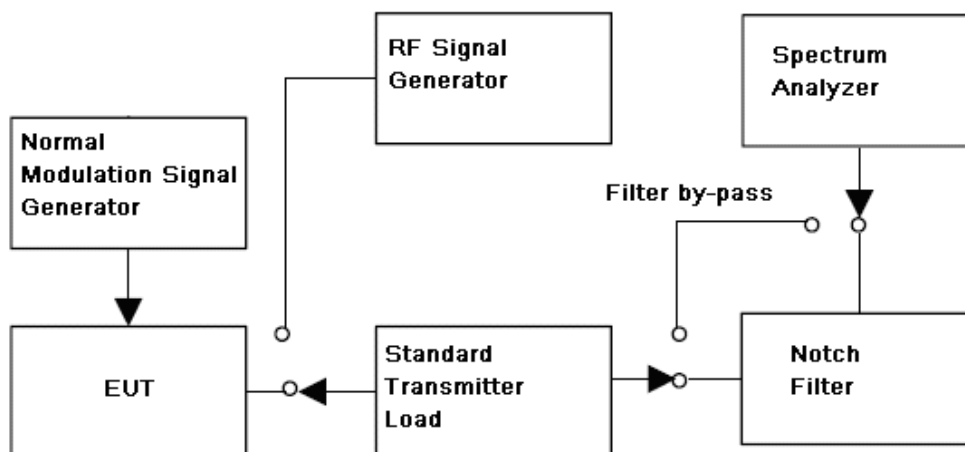 RF Signal
Generator
Spectrum
Analyzer
Normal
Modulation Signal
Generator
Filter by-pass
EUT
Standard
Transmitter
Load
Notch
Filter